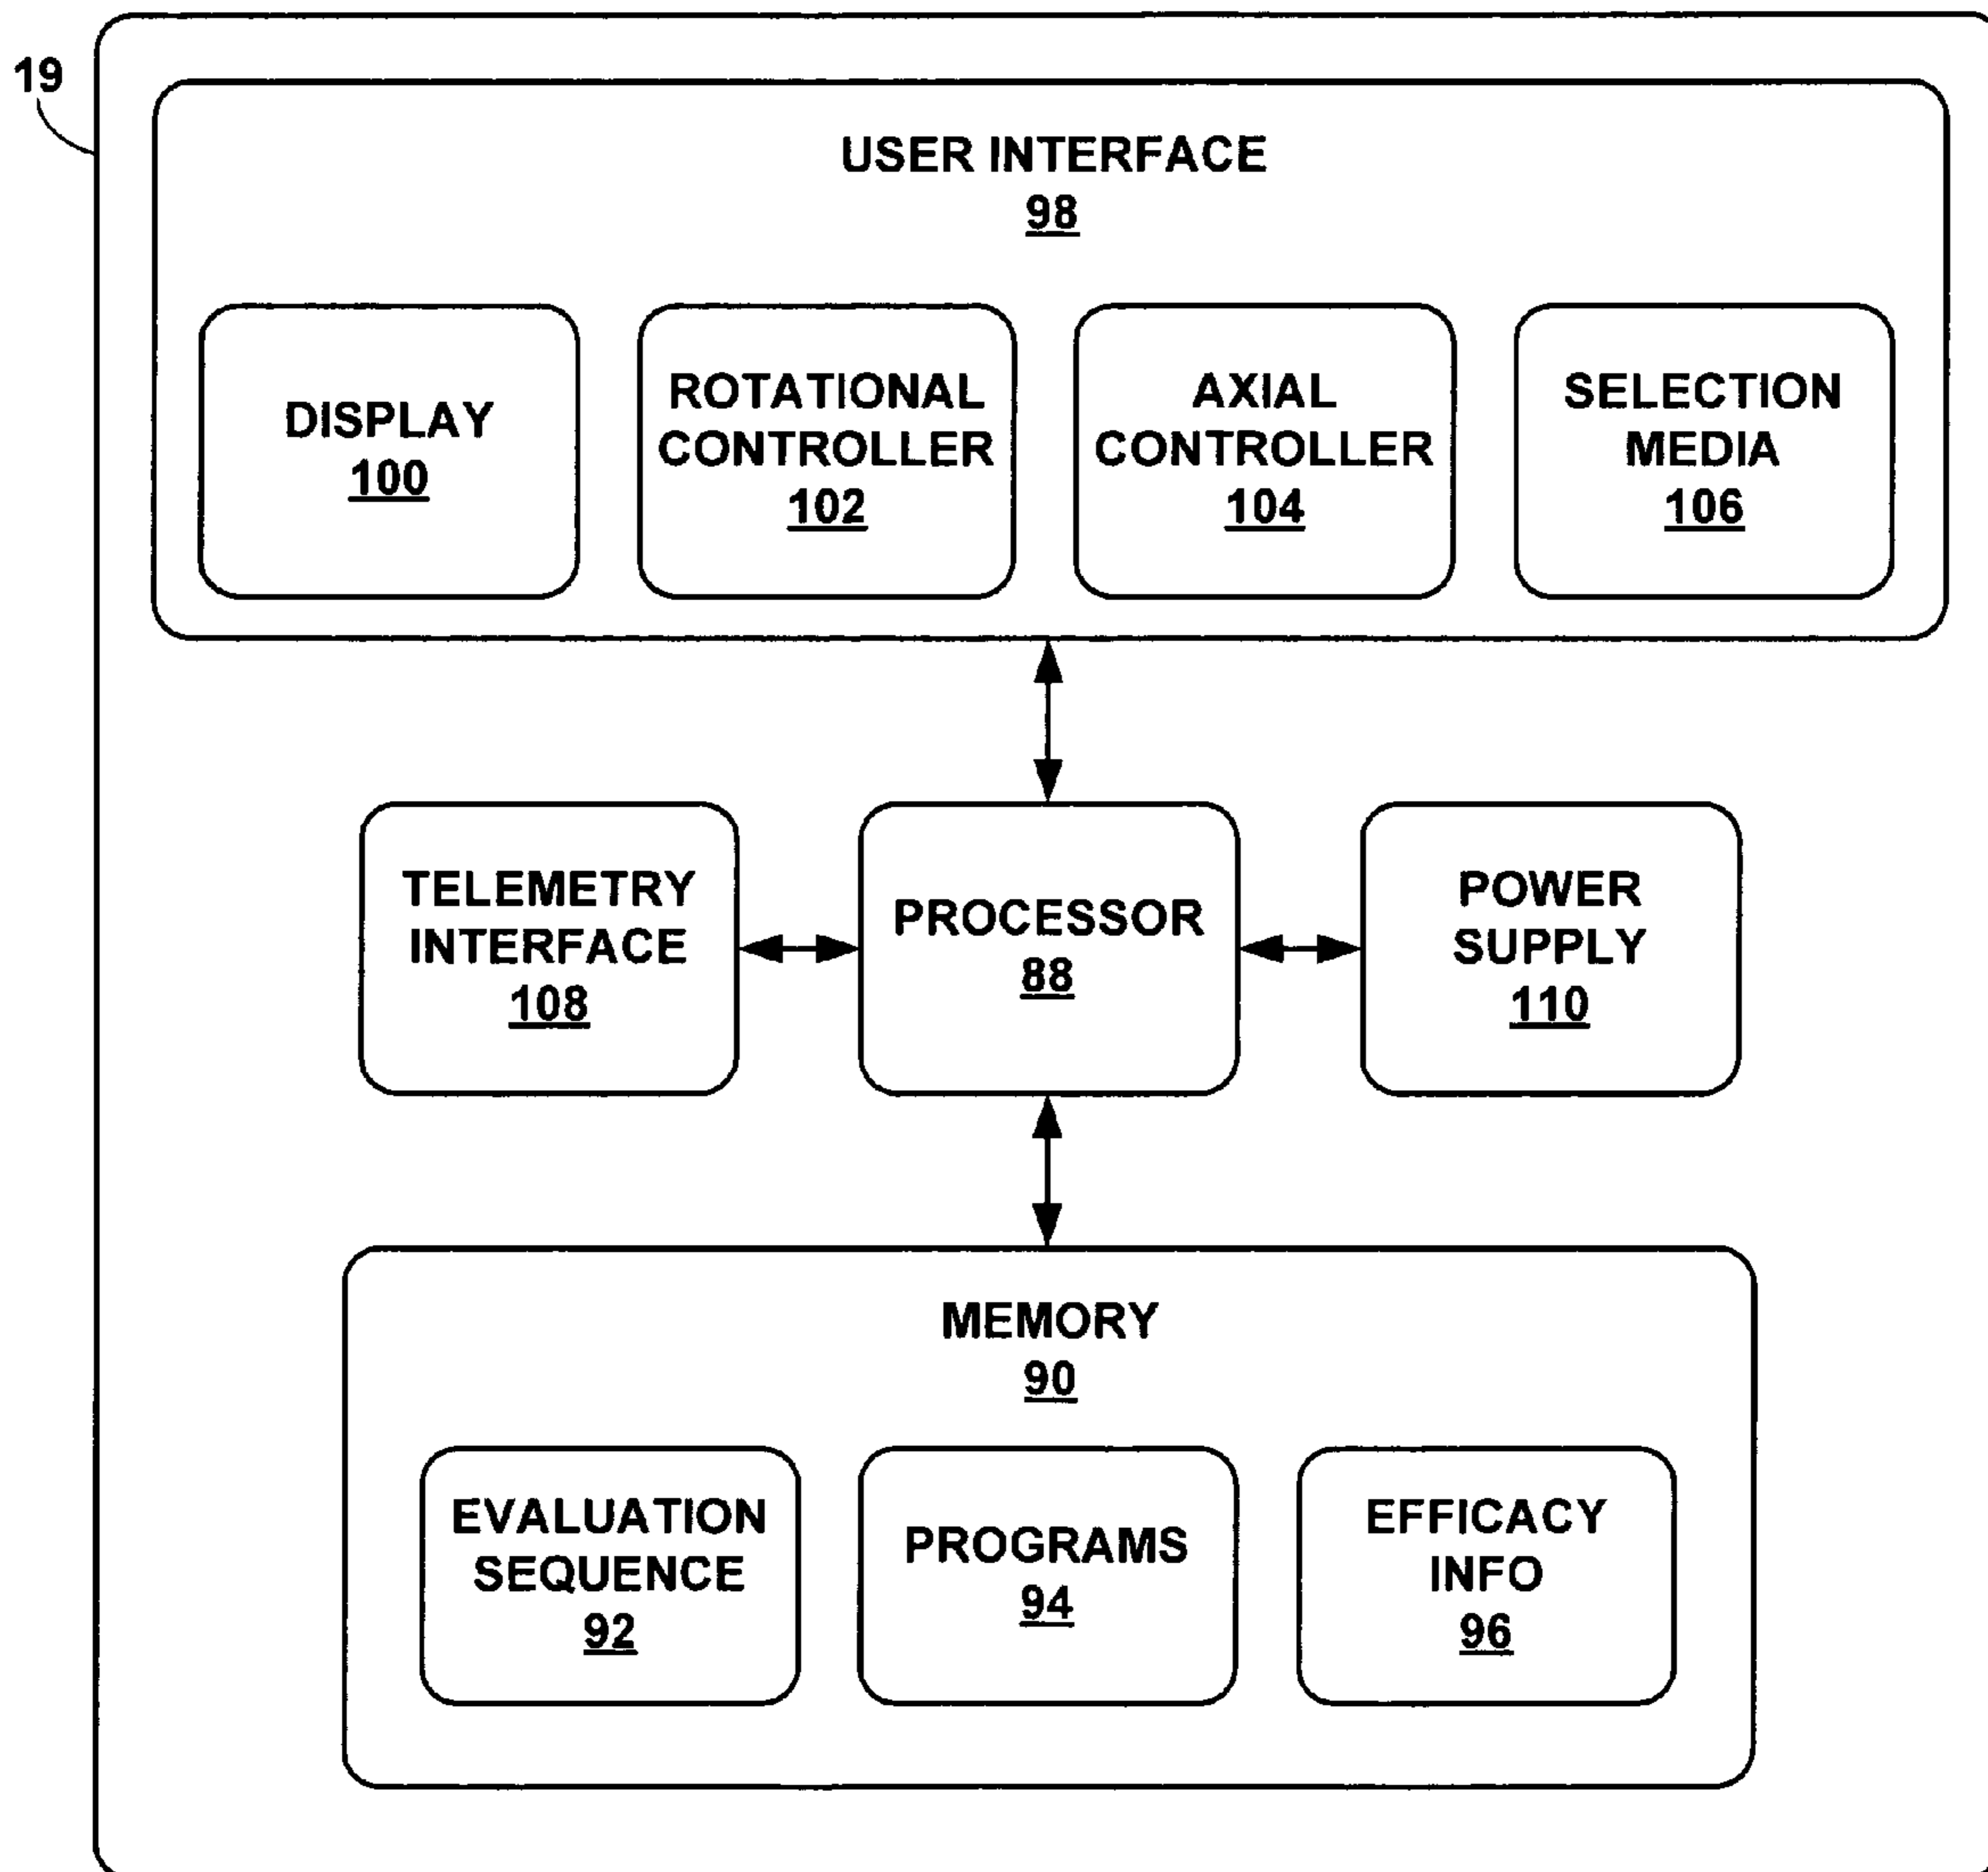 19
USER INTERFACE
98
DISPLAY
100
ROTATIONAL
CONTROLLER
102
AXIAL
CONTROLLER
104
SELECTION
MEDIA
106
TELEMETRY
INTERFACE
108
PROCESSOR
88
POWER
SUPPLY
110
MEMORY
90
EVALUATION
SEQUENCE
92
PROGRAMS
94
EFFICACY
INFO
96